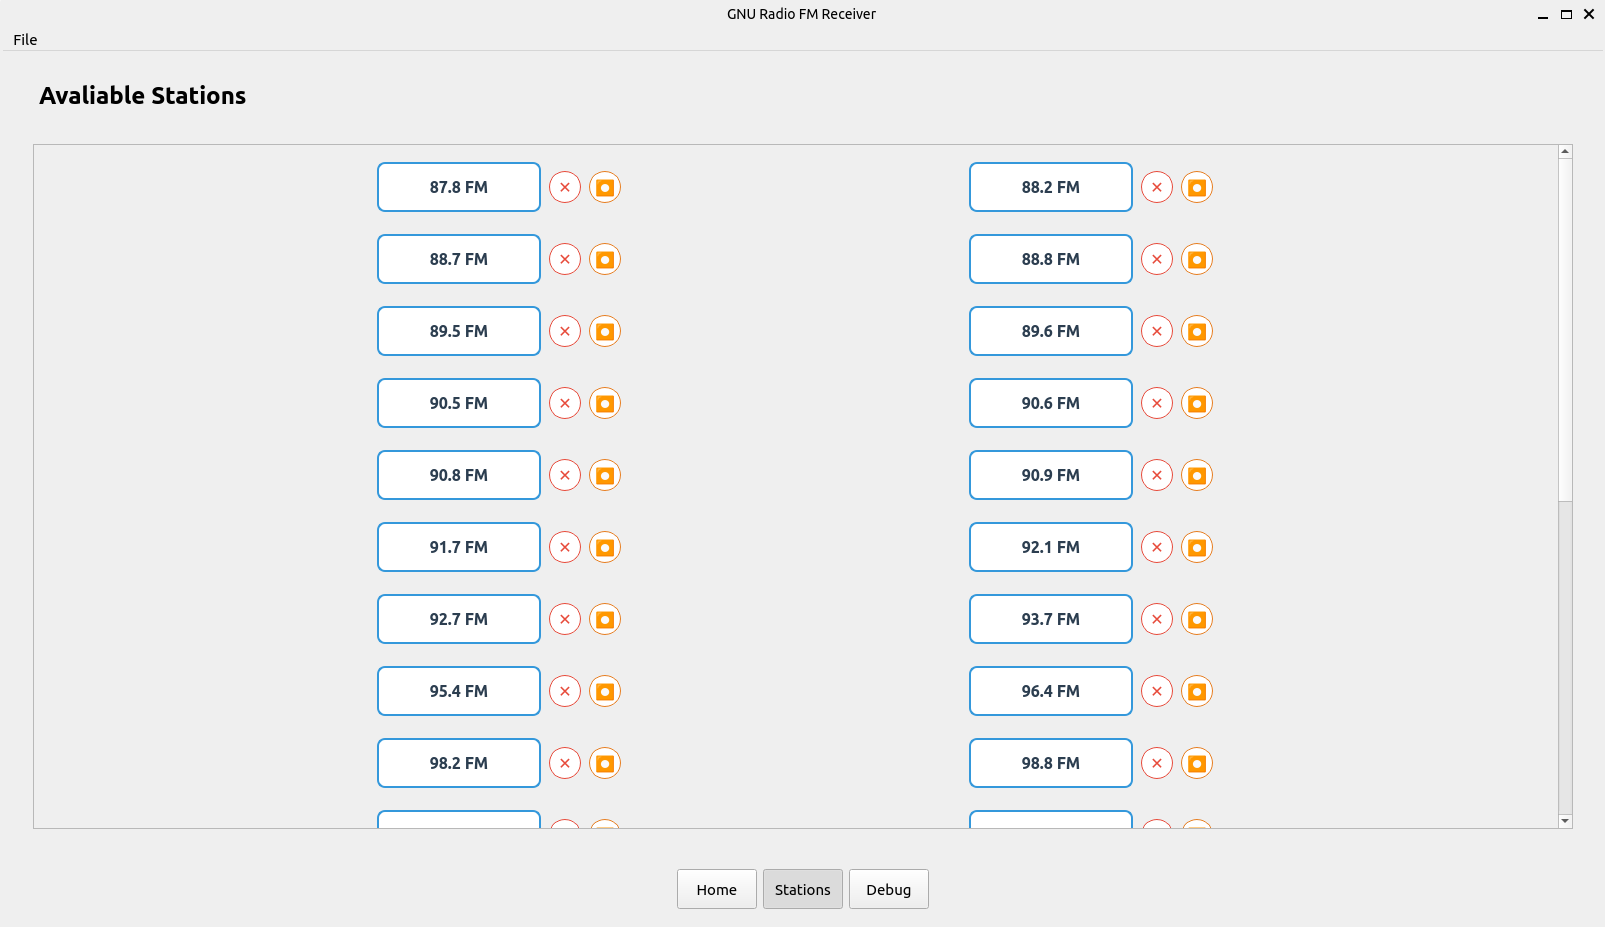 GNU Radio FM Receiver
File
Avaliable Stations
87.8 FM
88.2 FM
88.7 FM
88.8 FM
89.5 FM
89.6 FM
90.5 FM
90.6 FM
90.8 FM
90.9 FM
91.7 FM
92.1 FM
92.7 FM
93.7 FM
95.4 FM
96.4 FM
98.2 FM
98.8 FM
Home
Stations
Debug